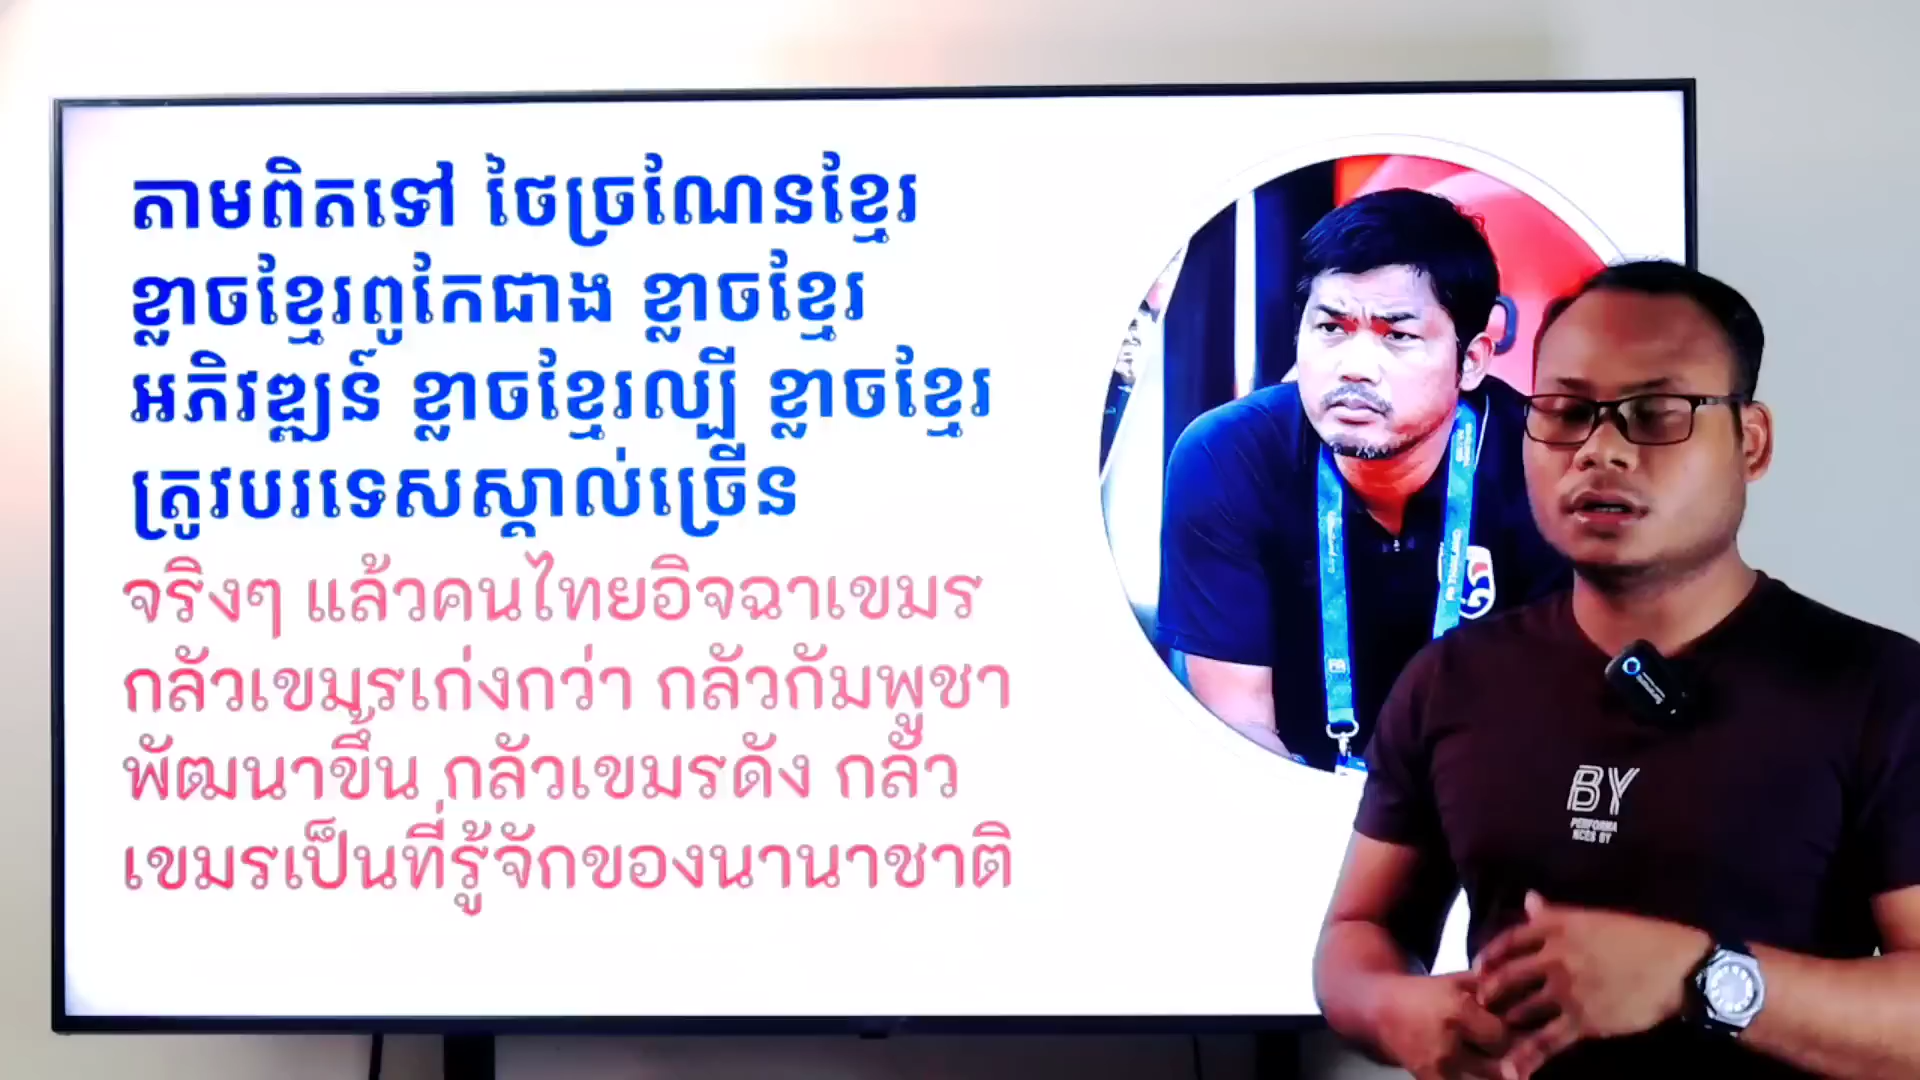 តាមពិតទៅ ថៃច្រណែនខ្មែរ
ខ្លាចខ្មែរពូកែជាង ខ្លាចខ្មែរ
អភិវឌ្ឍន៍ ខ្លាចខ្មែរល្បី ខ្លាចខ្មែរ
ត្រូវបរទេសស្គាល់ច្រើន
จริงๆ แล้วคนไทยอิจฉาเขมร
กลัวเขมรเก่งกว่า กลัวกัมพูชา
พัฒนาขึ้น กลัวเขมรดัง กลัว
เขมรเป็นที่รู้จักของนานาชาติ
BY
PERFORMA
NCES BY